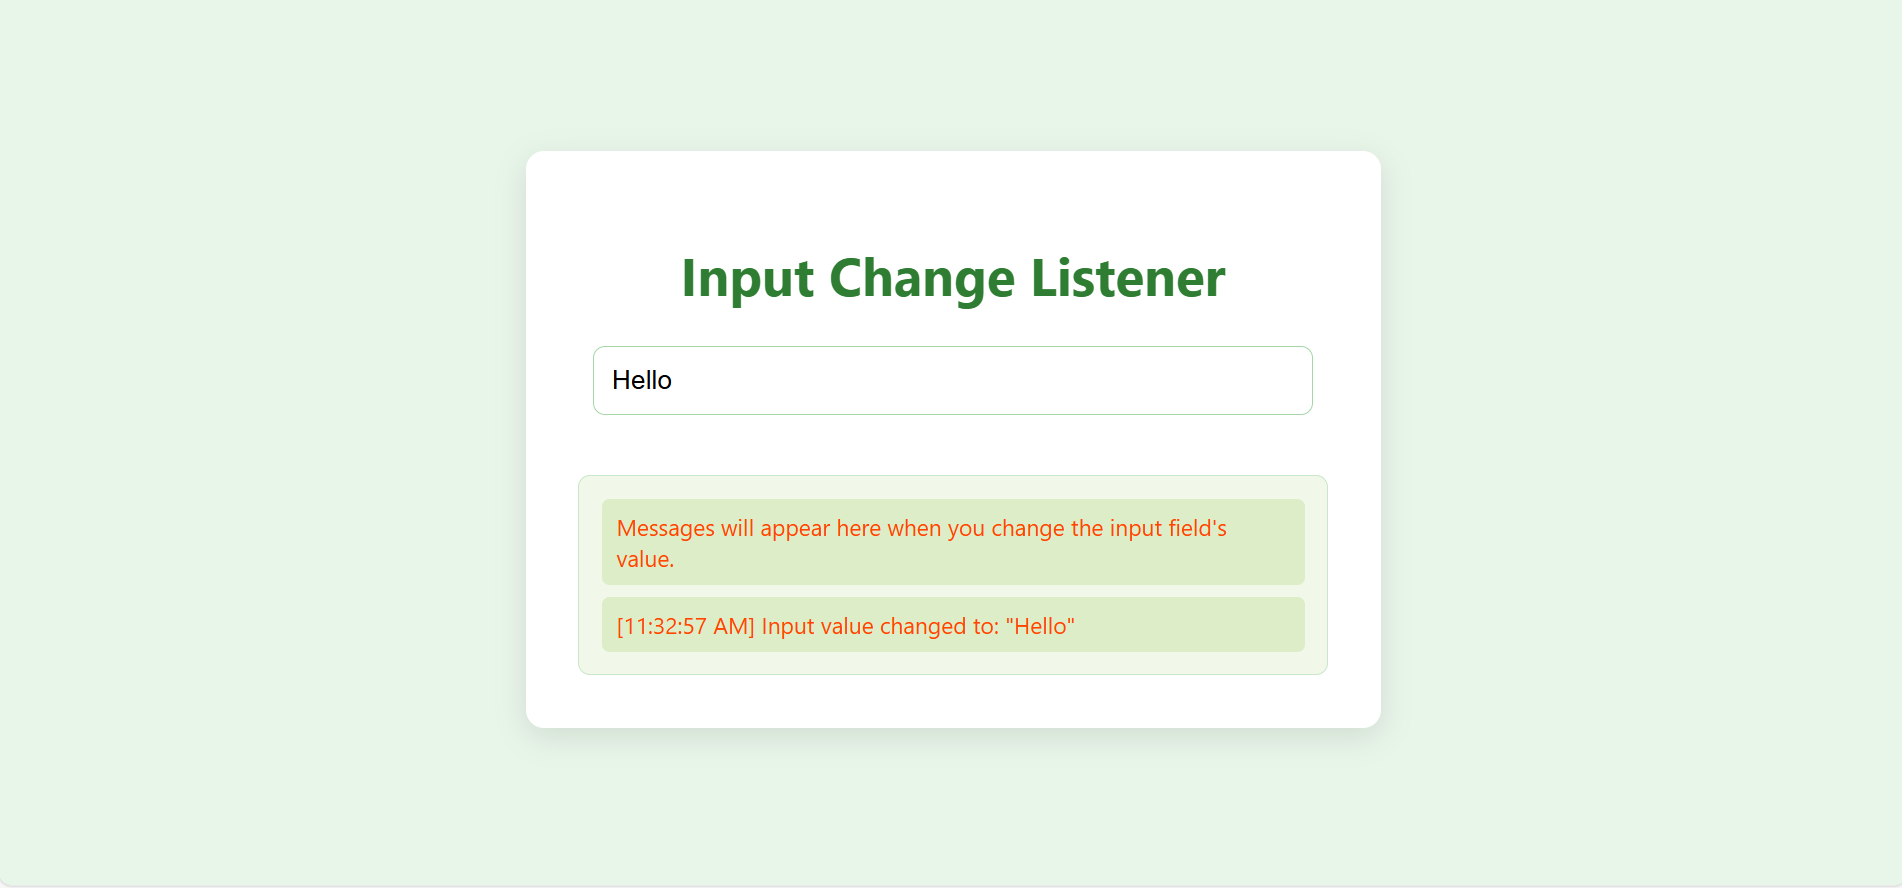 Input Change Listener
Hello
Messages will appear here when you change the input field's
value.
[11:32:57 AM] Input value changed to: "Hello"